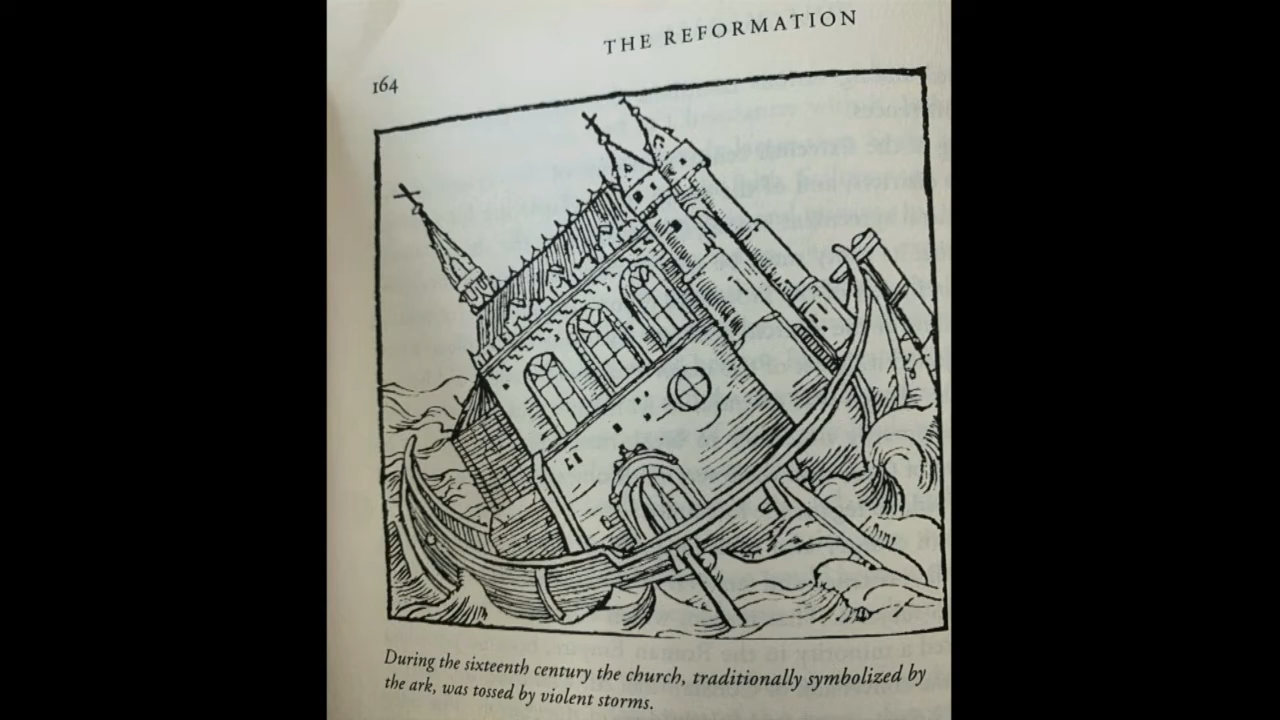 THE REFORMATION
164
During the sixteenth century the church, traditionally symbolized by
the ark, was tossed by violent storms.